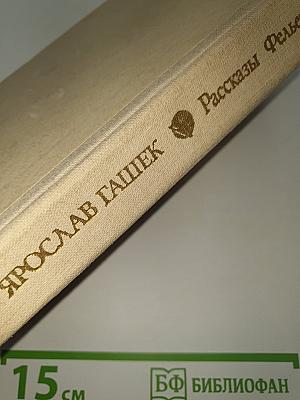 ЯРОСЛАВ ГАШЕК Рассказы
15 см
БФ БИБЛИОФАН